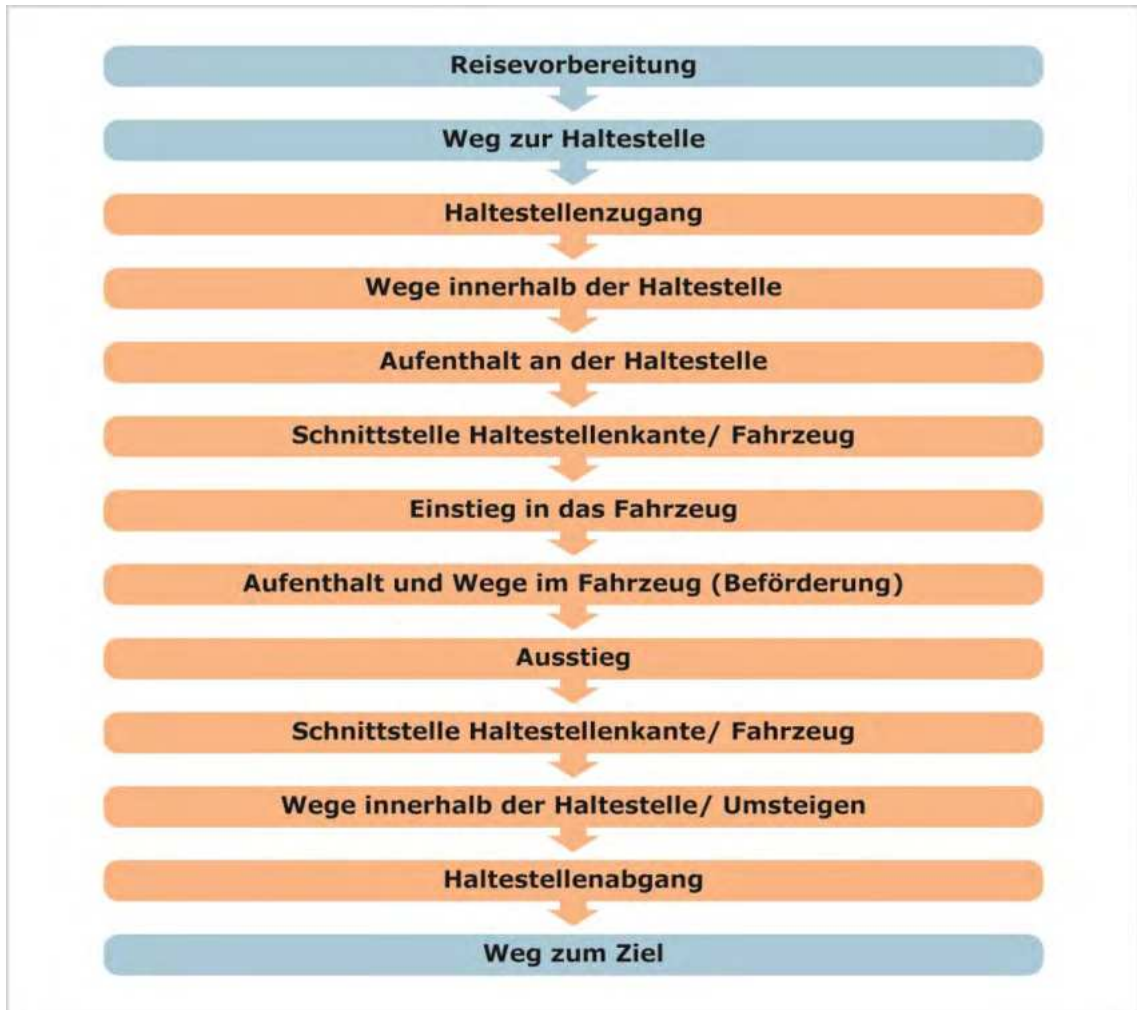 Reisevorbereitung
Weg zur Haltestelle
Haltestellenzugang
Wege innerhalb der Haltestelle
Aufenthalt an der Haltestelle
Schnittstelle Haltestellenkante/ Fahrzeug
Einstieg in das Fahrzeug
Aufenthalt und Wege im Fahrzeug (Beförderung)
Ausstieg
Schnittstelle Haltestellenkante/ Fahrzeug
Wege innerhalb der Haltestelle/ Umsteigen
Haltestellenabgang
Weg zum Ziel